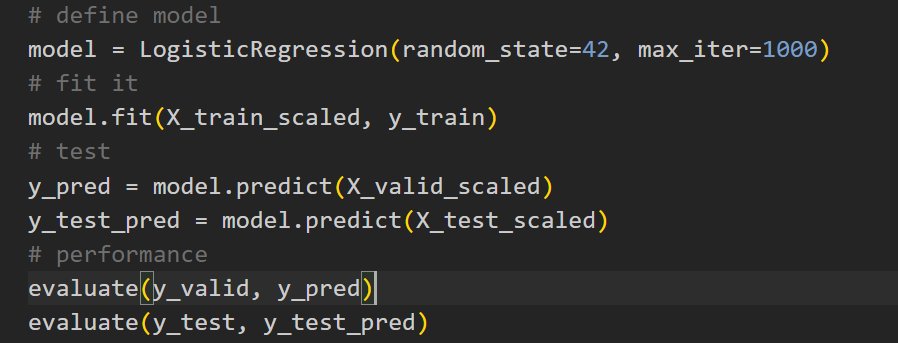 # define model
model = LogisticRegression(random_state=42, max_iter=1000)
# fit it
model.fit(X_train_scaled, y_train)
# test
y_pred = model.predict(X_valid_scaled)
y_test_pred = model.predict(X_test_scaled)
# performance
evaluate(y_valid, y_pred)
evaluate(y_test, y_test_pred)